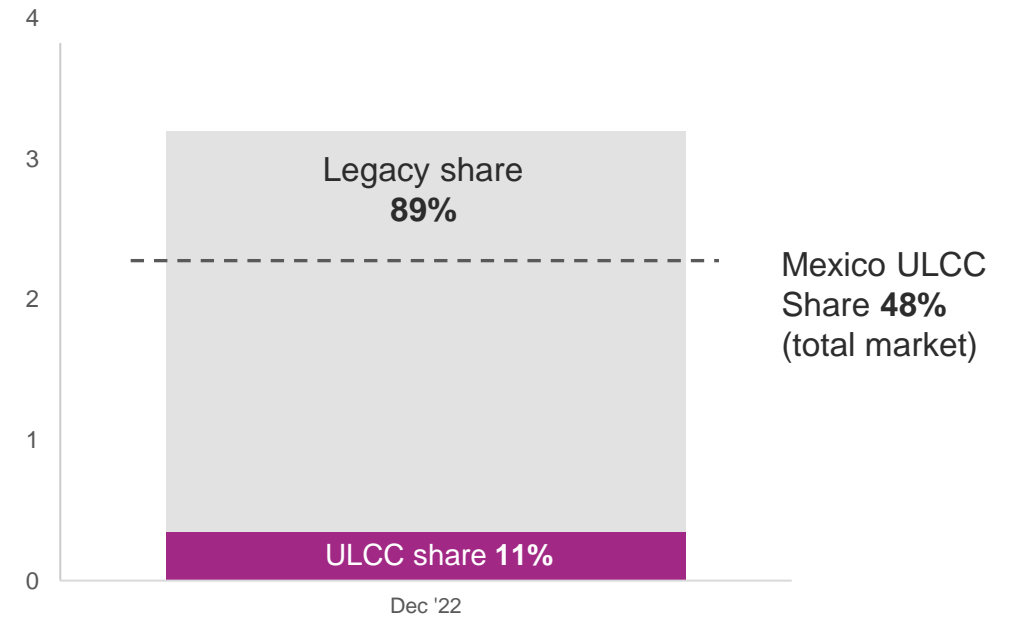 4
3
2
1
0
Legacy share
89%
Mexico ULCC
Share 48%
(total market)
ULCC share 11%
Dec '22